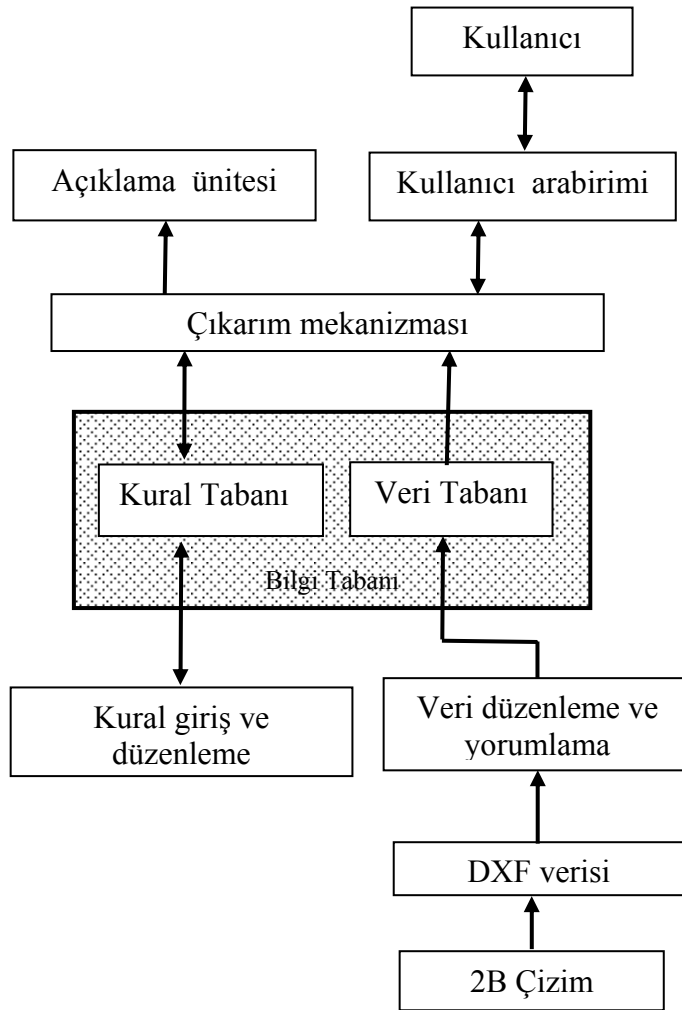 Kullanıcı
Açıklama ünitesi
Kullanıcı arabirimi
Çıkarım mekanizması
Kural Tabanı
Veri Tabanı
Bilgi Tabanı
Kural giriş ve
düzenleme
Veri düzenleme ve
yorumlama
DXF verisi
2B Çizim